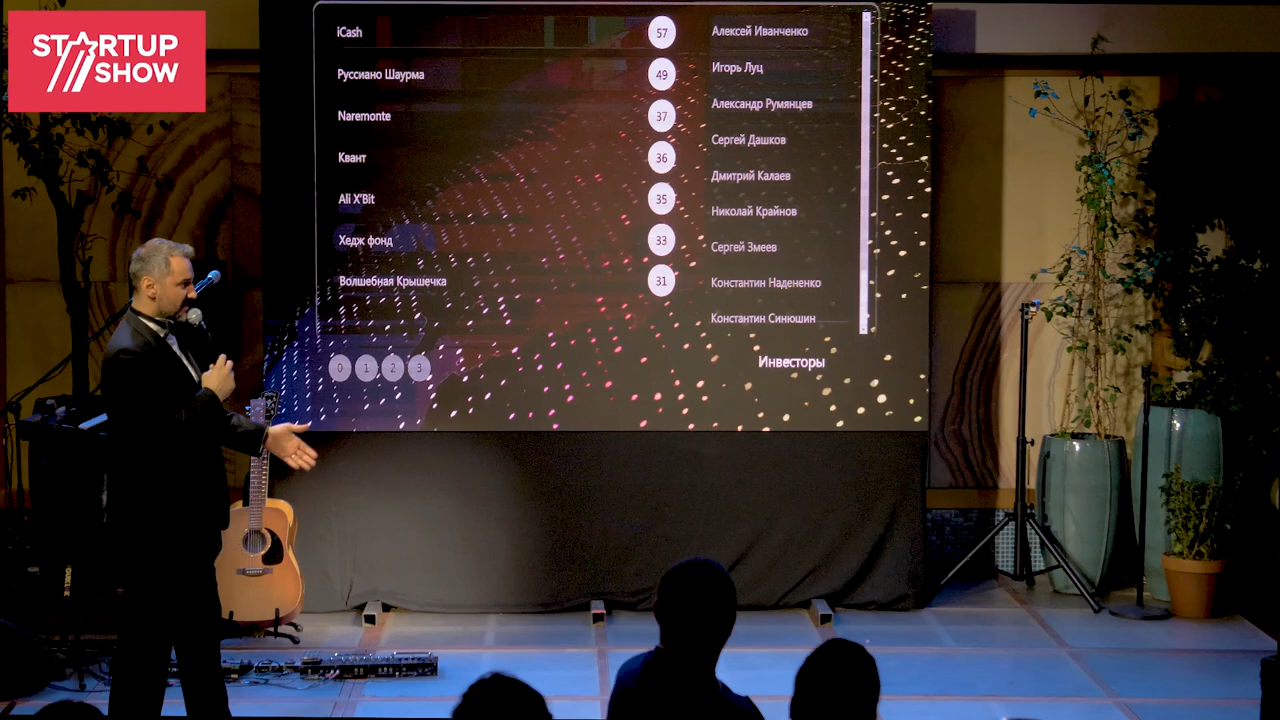 STARTUP
SHOW
iCash 57
Руссиано Шаурма 49
Naremonte 37
Квант 36
Ali X'Bit 35
Хедж фонд 33
Волшебная Крышечка 31
0 1 2 3
Алексей Иванченко
Игорь Луц
Александр Румянцев
Сергей Дашков
Дмитрий Калаев
Николай Крайнов
Сергей Змеев
Константин Надененко
Константин Синюшин
Инвесторы